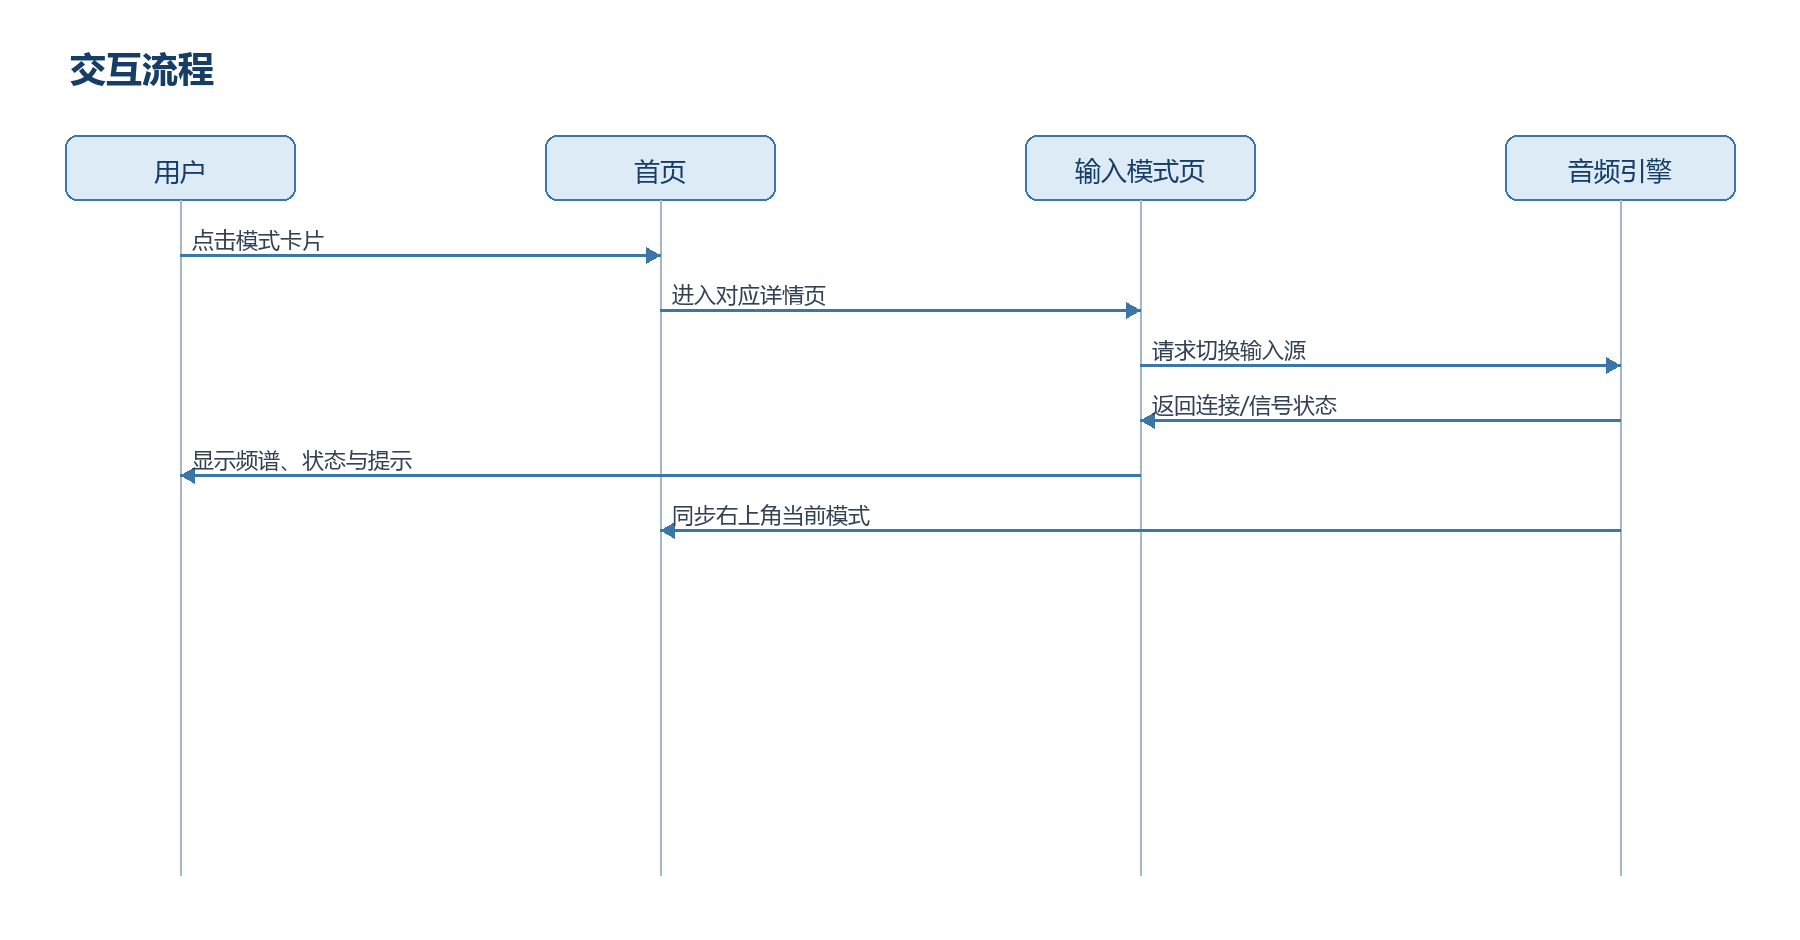 交互流程
用户
首页
输入模式页
音频引擎
点击模式卡片
进入对应详情页
请求切换输入源
返回连接/信号状态
显示频谱、状态与提示
同步右上角当前模式